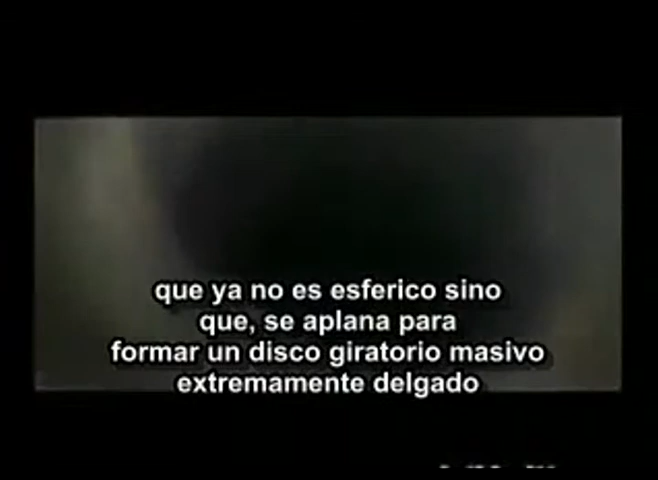 que ya no es esferico sino
que, se aplana para
formar un disco giratorio masivo
extremamente delgado